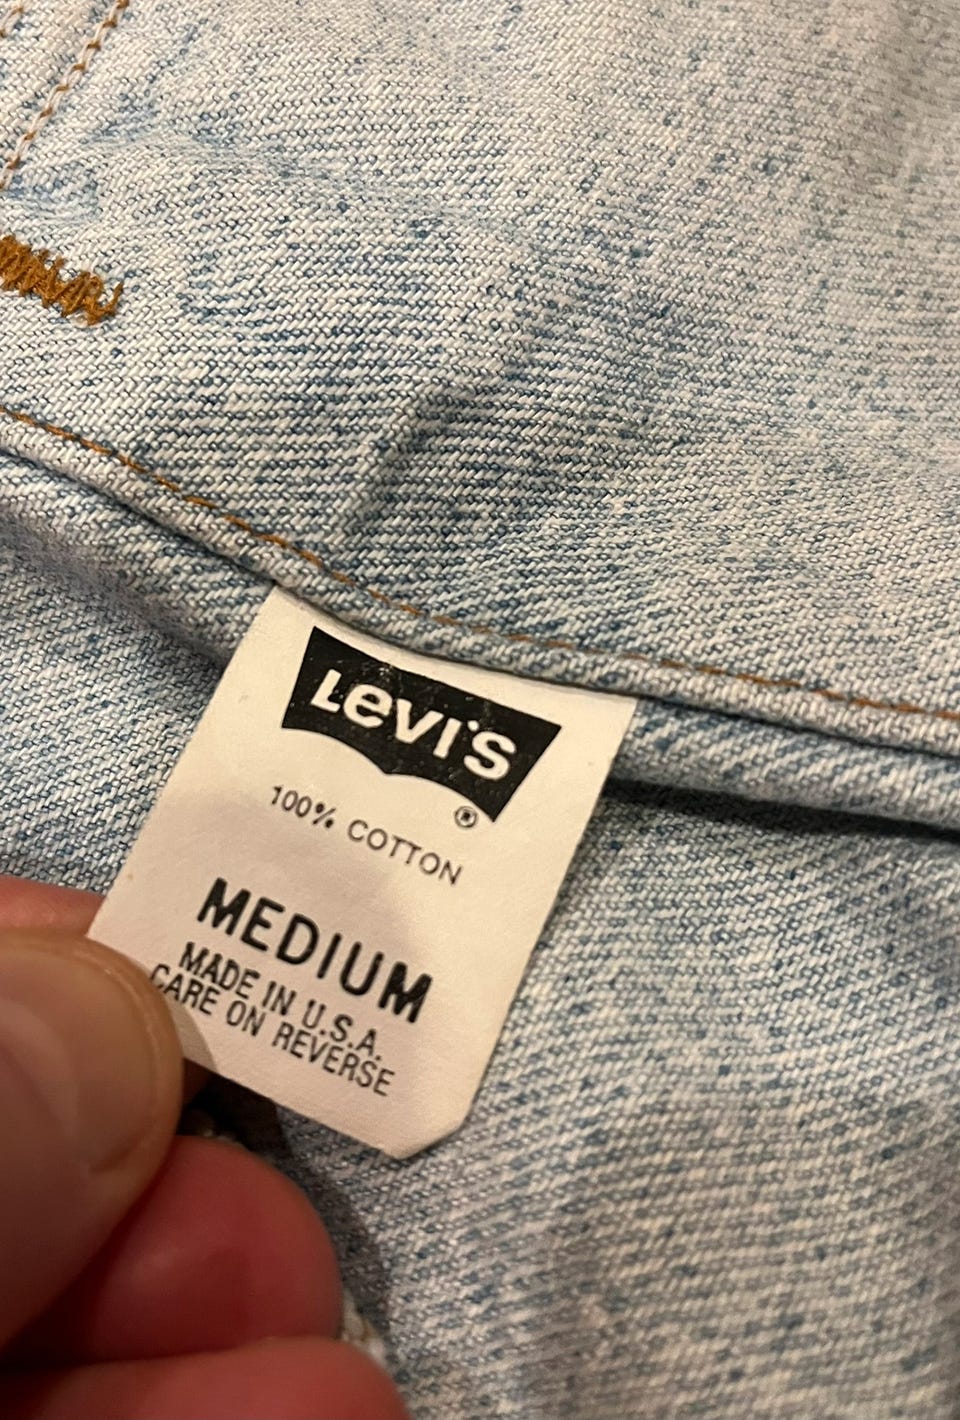 Levi's
®
100% COTTON
MEDIUM
MADE IN U.S.A.
CARE ON REVERSE